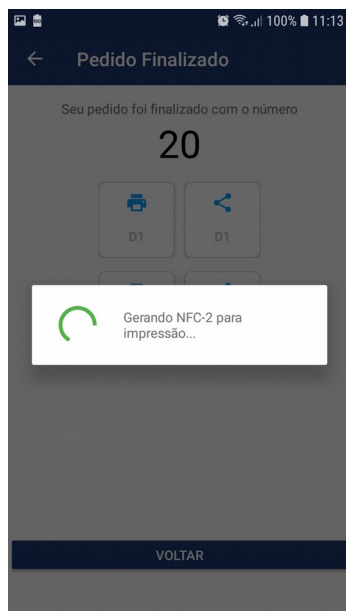 100% 11:13
Pedido Finalizado
Seu pedido foi finalizado com o número
20
D1
D1
Gerando NFC-2 para
impressão...
VOLTAR